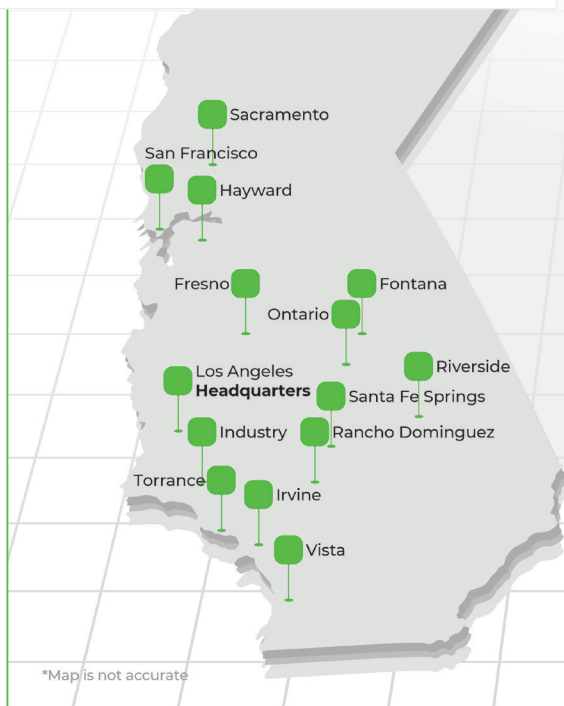 Sacramento
San Francisco
Hayward
Fresno
Fontana
Ontario
Riverside
Los Angeles
Headquarters
Santa Fe Springs
Industry
Rancho Dominguez
Torrance
Irvine
Vista
*Map is not accurate